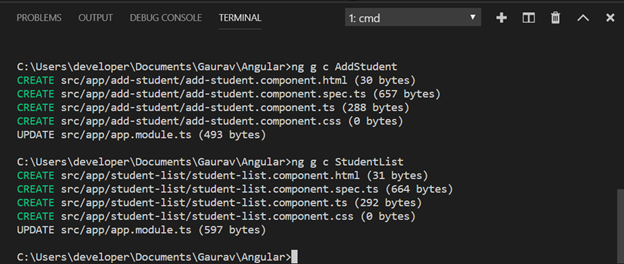 PROBLEMS OUTPUT DEBUG CONSOLE TERMINAL 1: cmd
C:\Users\developer\Documents\Gaurav\Angular>ng g c AddStudent
CREATE src/app/add-student/add-student.component.html (30 bytes)
CREATE src/app/add-student/add-student.component.spec.ts (657 bytes)
CREATE src/app/add-student/add-student.component.ts (288 bytes)
CREATE src/app/add-student/add-student.component.css (0 bytes)
UPDATE src/app/app.module.ts (493 bytes)
C:\Users\developer\Documents\Gaurav\Angular>ng g c StudentList
CREATE src/app/student-list/student-list.component.html (31 bytes)
CREATE src/app/student-list/student-list.component.spec.ts (664 bytes)
CREATE src/app/student-list/student-list.component.ts (292 bytes)
CREATE src/app/student-list/student-list.component.css (0 bytes)
UPDATE src/app/app.module.ts (597 bytes)
C:\Users\developer\Documents\Gaurav\Angular>